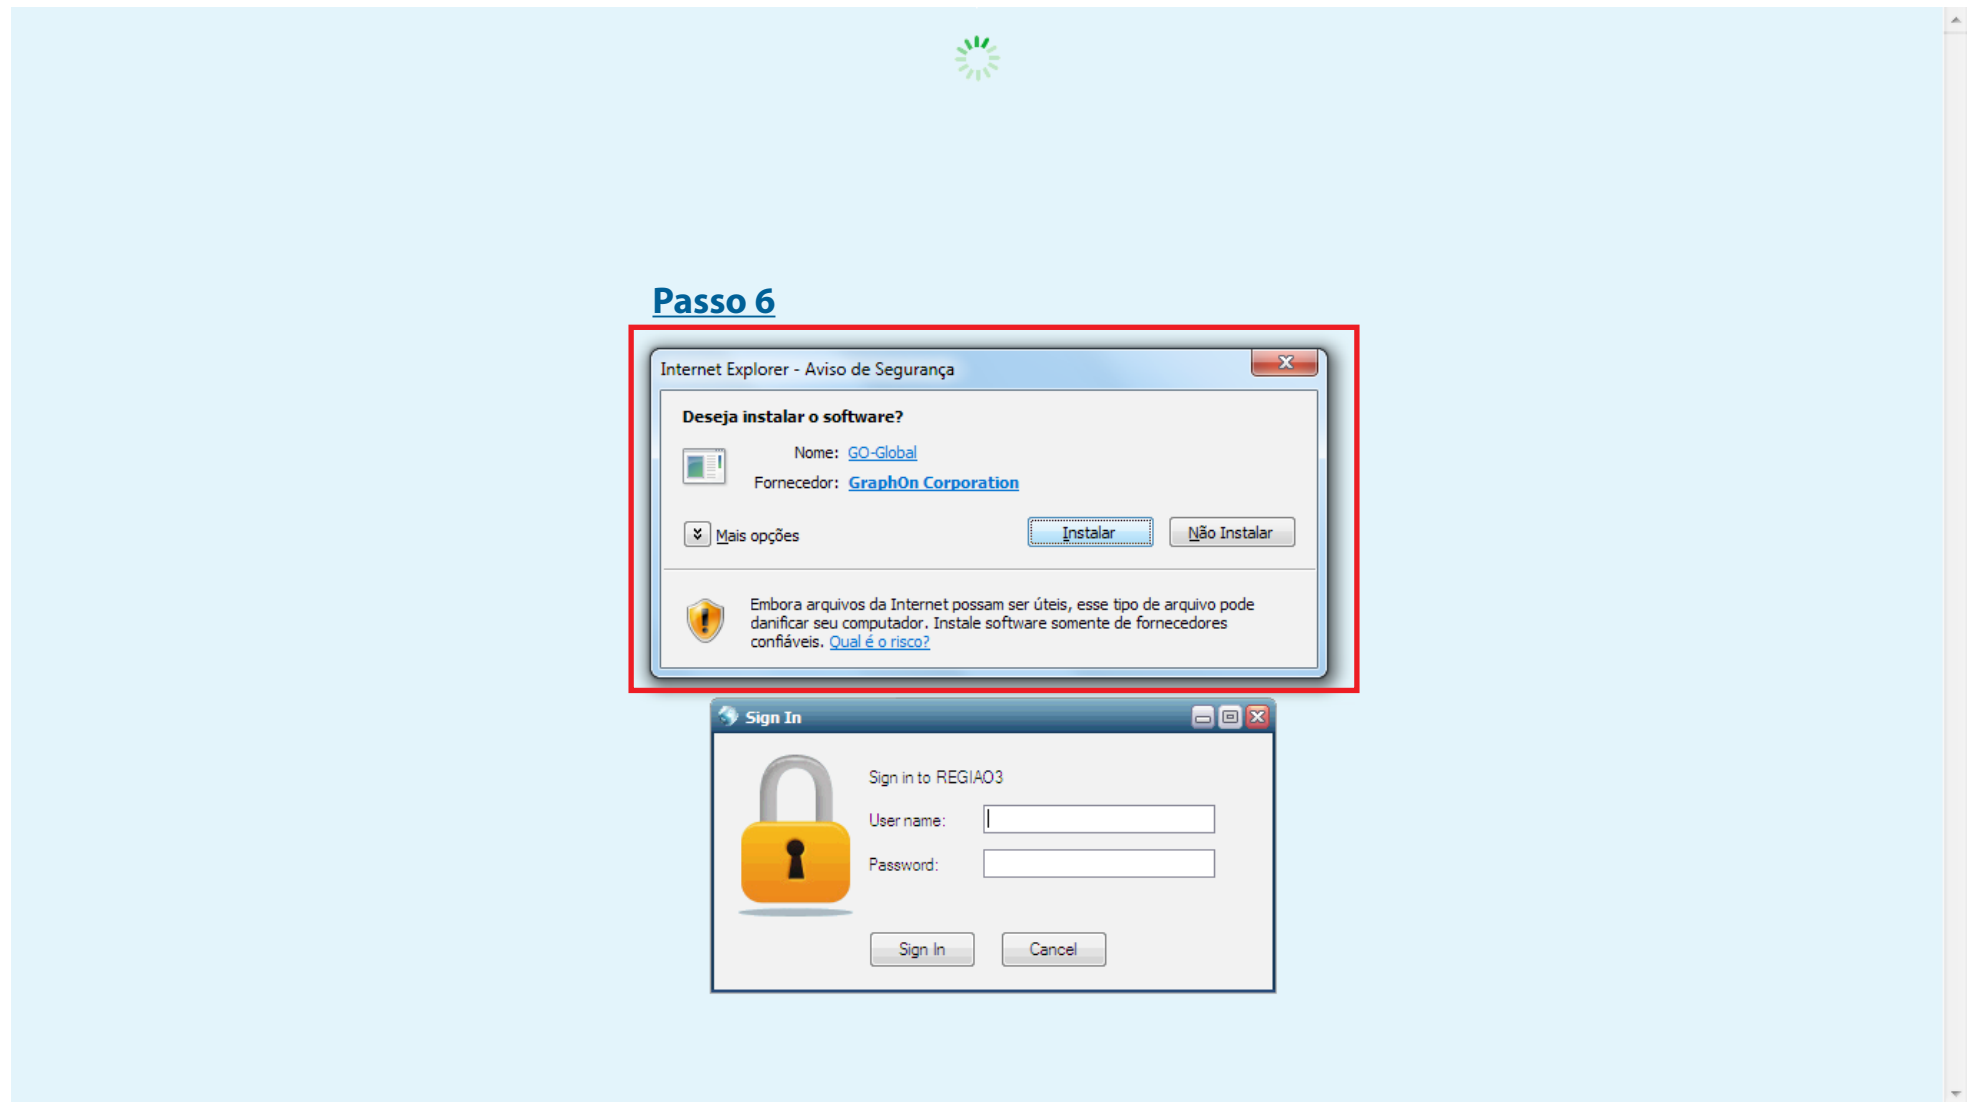 Passo 6
Internet Explorer - Aviso de Segurança
Deseja instalar o software?
Nome: GO-Global
Fornecedor: GraphOn Corporation
Mais opções
Instalar
Não Instalar
Embora arquivos da Internet possam ser úteis, esse tipo de arquivo pode
danificar seu computador. Instale software somente de fornecedores
confiáveis. Qual é o risco?
Sign In
Sign in to REGIAO3
User name:
Password:
Sign In
Cancel